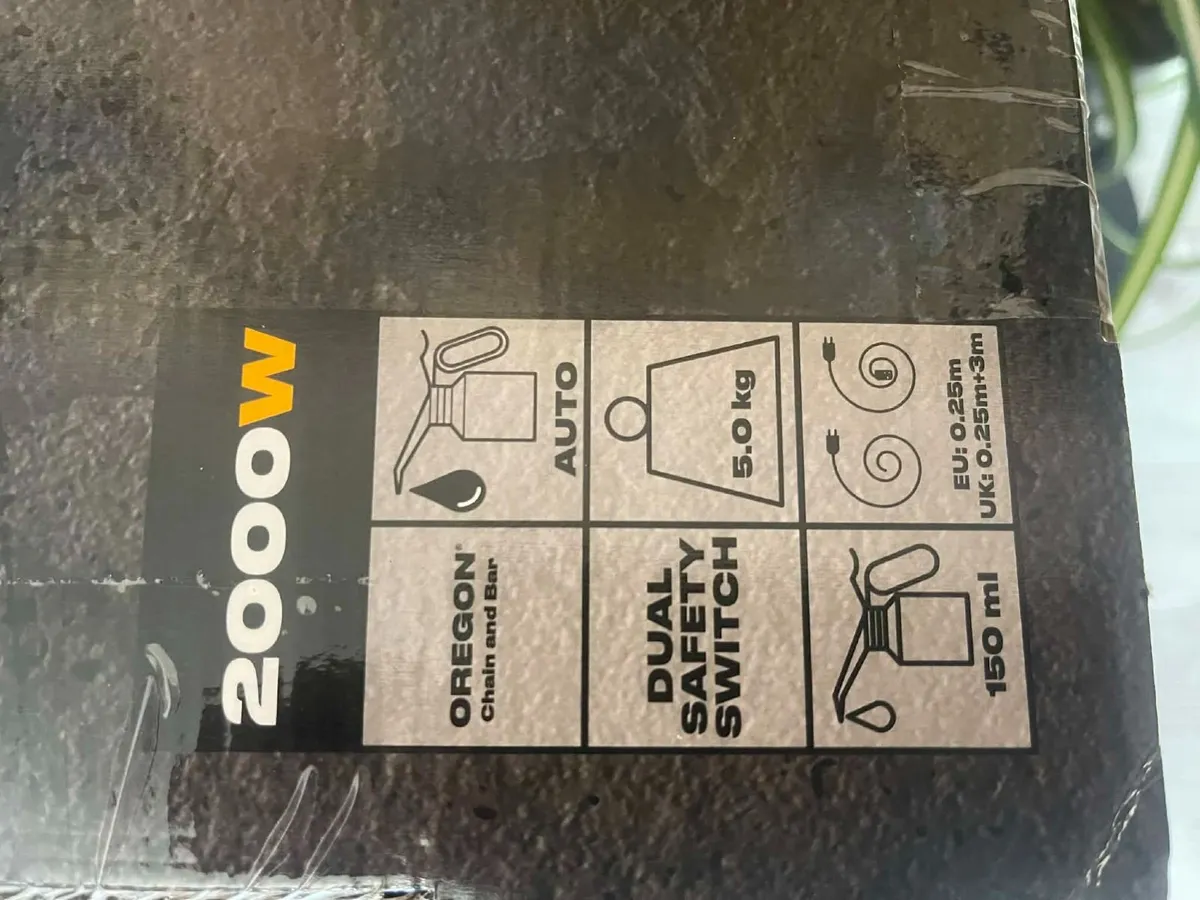 2000W
OREGON®
Chain and Bar
AUTO
DUAL
SAFETY
SWITCH
5.0 kg
150 ml
EU: 0.25m
UK: 0.25m+3m